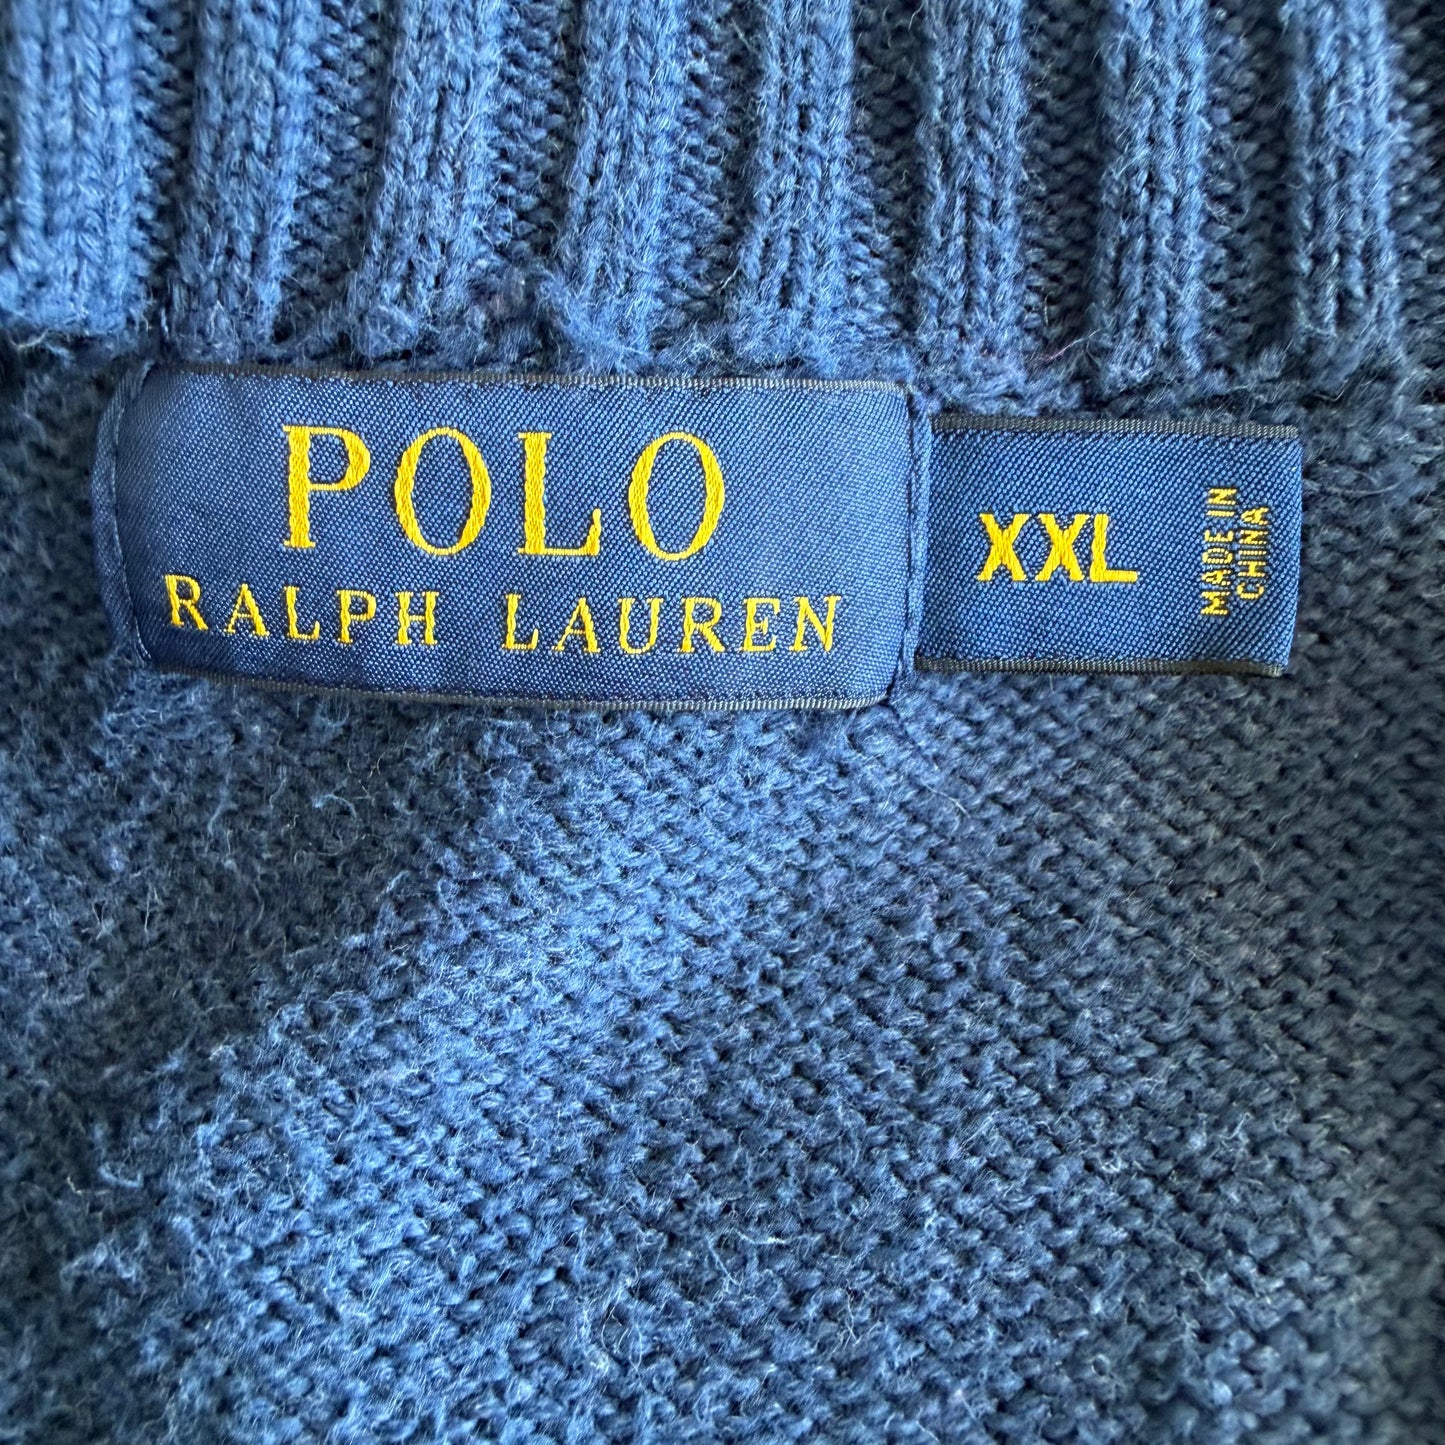 POLO
RALPH LAUREN
XXL
MADE IN
CHINA